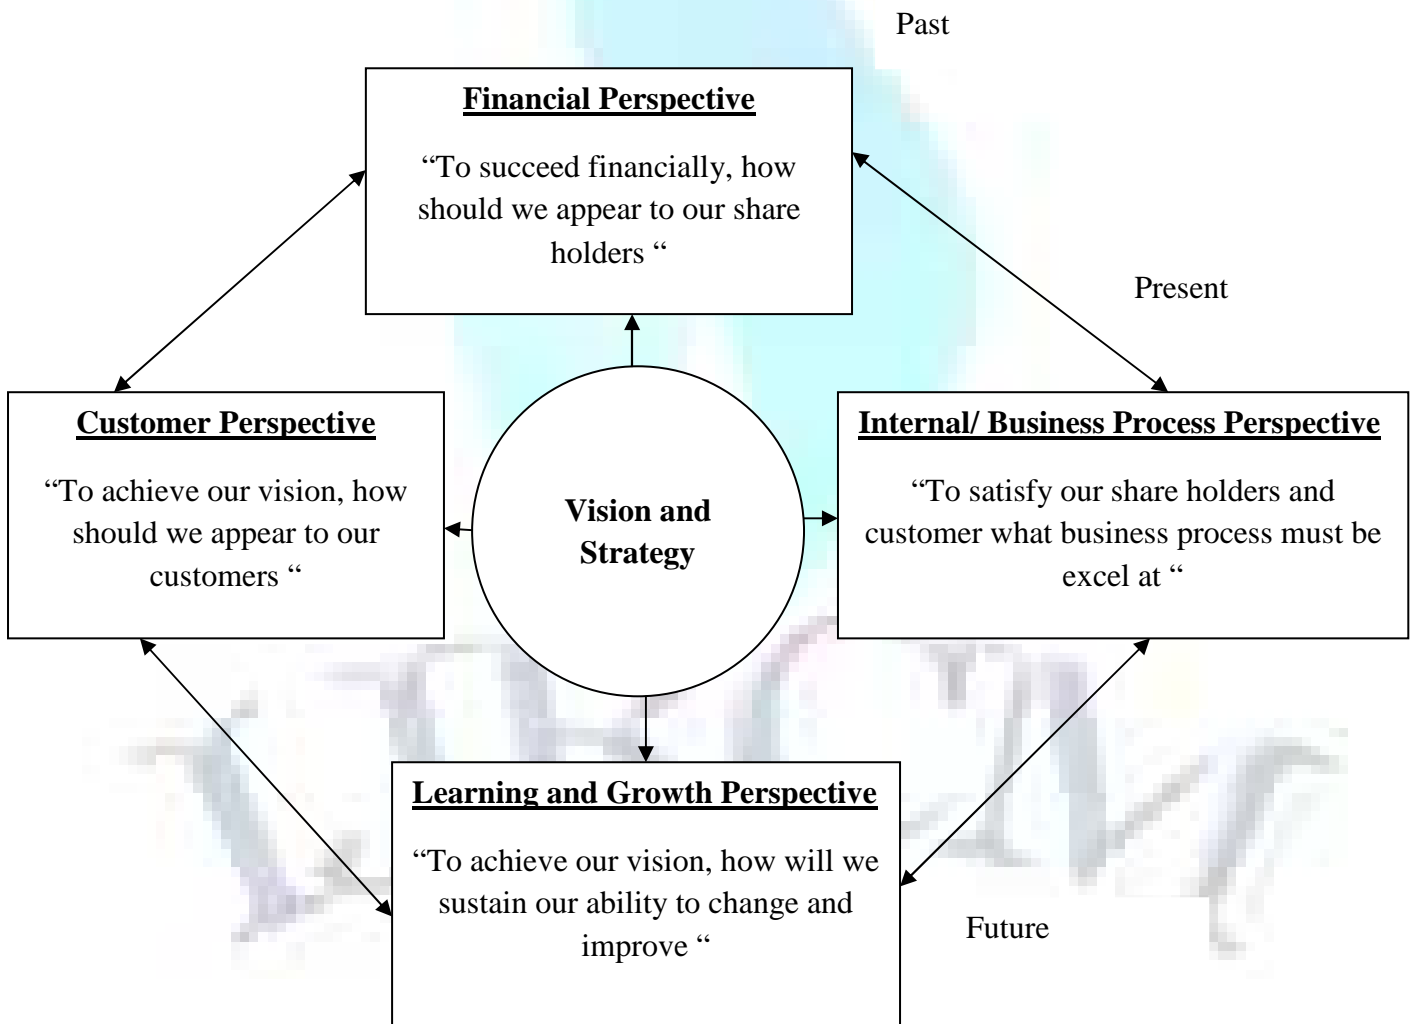 Past
Financial Perspective
“To succeed financially, how
should we appear to our share
holders “
Present
Customer Perspective
“To achieve our vision, how
should we appear to our
customers “
Vision and
Strategy
Internal/ Business Process Perspective
“To satisfy our share holders and
customer what business process must be
excel at “
Learning and Growth Perspective
“To achieve our vision, how will we
sustain our ability to change and
improve “
Future